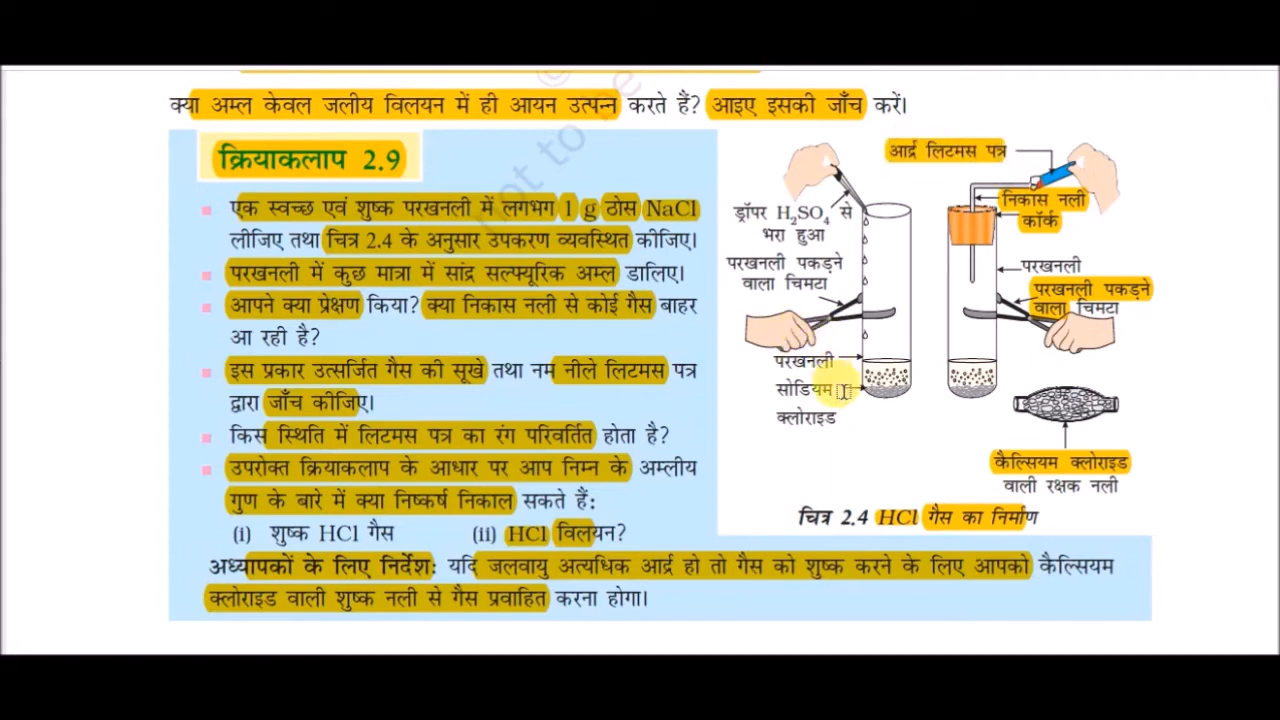 क्या अम्ल केवल जलीय विलयन में ही आयन उत्पन्न करते हैं? आइए इसकी जाँच करें।
क्रियाकलाप 2.9
एक स्वच्छ एवं शुष्क परखनली में लगभग 1 g ठोस NaCl
लीजिए तथा चित्र 2.4 के अनुसार उपकरण व्यवस्थित कीजिए।
परखनली में कुछ मात्रा में सांद्र सल्फ्यूरिक अम्ल डालिए।
आपने क्या प्रेक्षण किया? क्या निकास नली से कोई गैस बाहर
आ रही है?
इस प्रकार उत्सर्जित गैस की सूखे तथा नम नीले लिटमस पत्र
द्वारा जाँच कीजिए।
किस स्थिति में लिटमस पत्र का रंग परिवर्तित होता है?
उपरोक्त क्रियाकलाप के आधार पर आप निम्न के अम्लीय
गुण के बारे में क्या निष्कर्ष निकाल सकते हैं:
(i) शुष्क HCl गैस (ii) HCl विलयन?
आर्द्र लिटमस पत्र
निकास नली
कॉर्क
ड्रॉपर H₂SO₄ से
भरा हुआ
परखनली पकड़ने
वाला चिमटा
परखनली
परखनली पकड़ने
वाला चिमटा
परखनली
सोडियम
क्लोराइड
कैल्सियम क्लोराइड
वाली रक्षक नली
चित्र 2.4 HCl गैस का निर्माण
अध्यापकों के लिए निर्देश: यदि जलवायु अत्यधिक आर्द्र हो तो गैस को शुष्क करने के लिए आपको कैल्सियम
क्लोराइड वाली शुष्क नली से गैस प्रवाहित करना होगा।
not to be